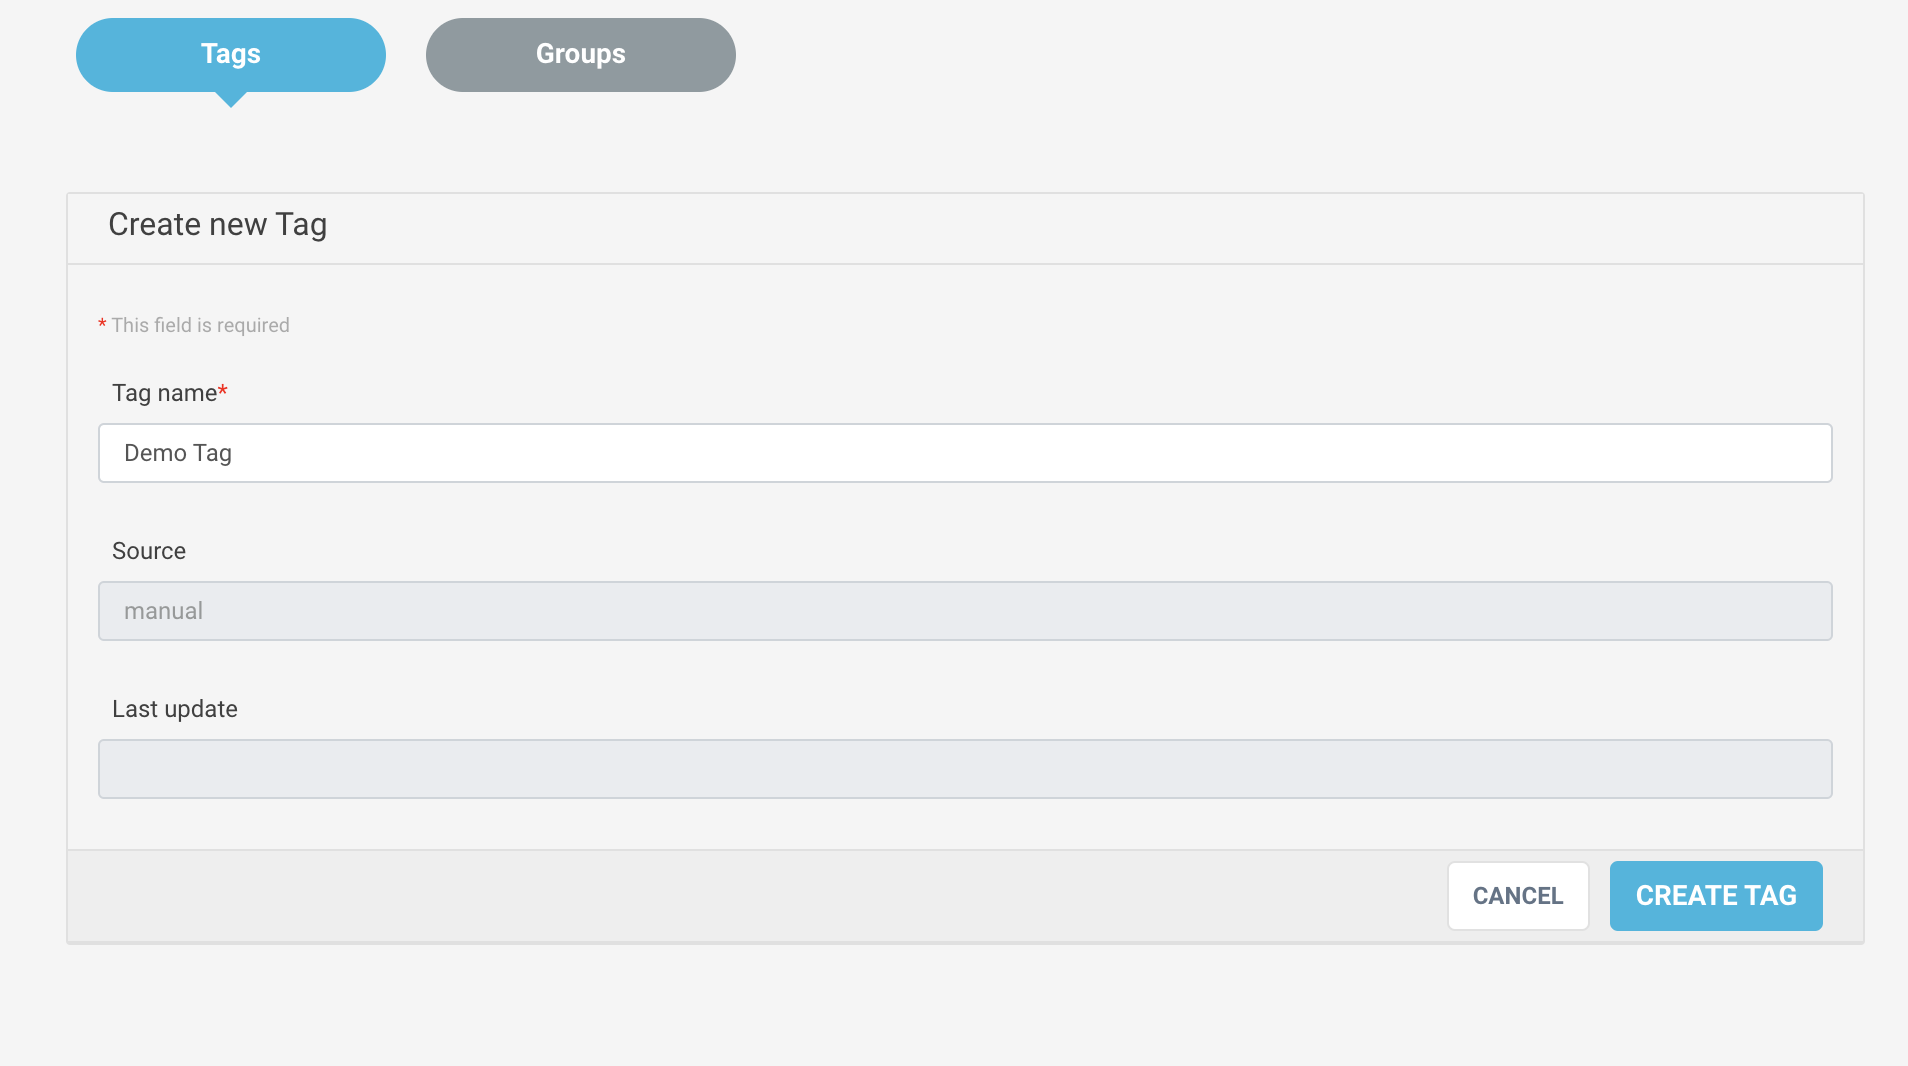 Tags
Groups
Create new Tag
* This field is required
Tag name*
Demo Tag
Source
manual
Last update
CANCEL
CREATE TAG